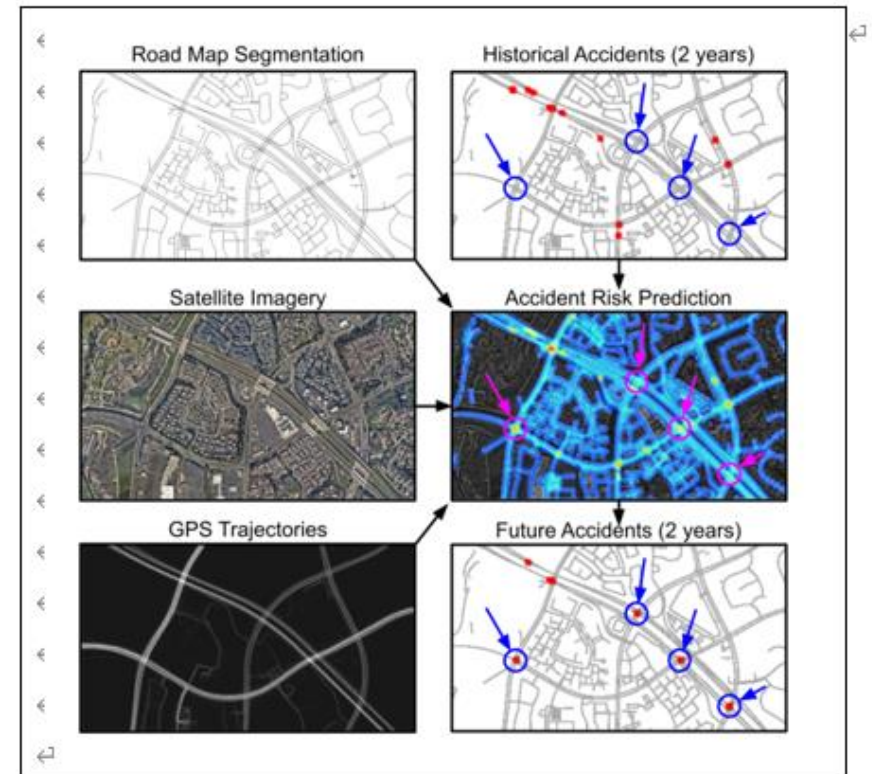 Road Map Segmentation
Historical Accidents (2 years)
Satellite Imagery
Accident Risk Prediction
GPS Trajectories
Future Accidents (2 years)